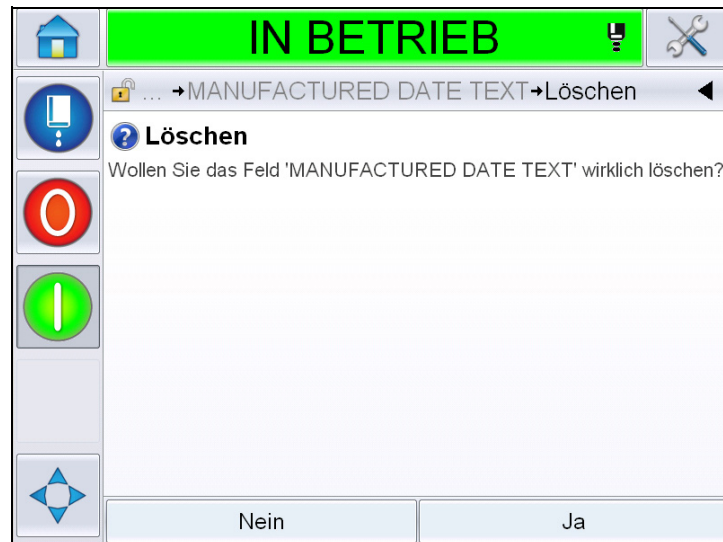 IN BETRIEB
... →MANUFACTURED DATE TEXT→Löschen
Löschen
Wollen Sie das Feld 'MANUFACTURED DATE TEXT' wirklich löschen?
Nein
Ja